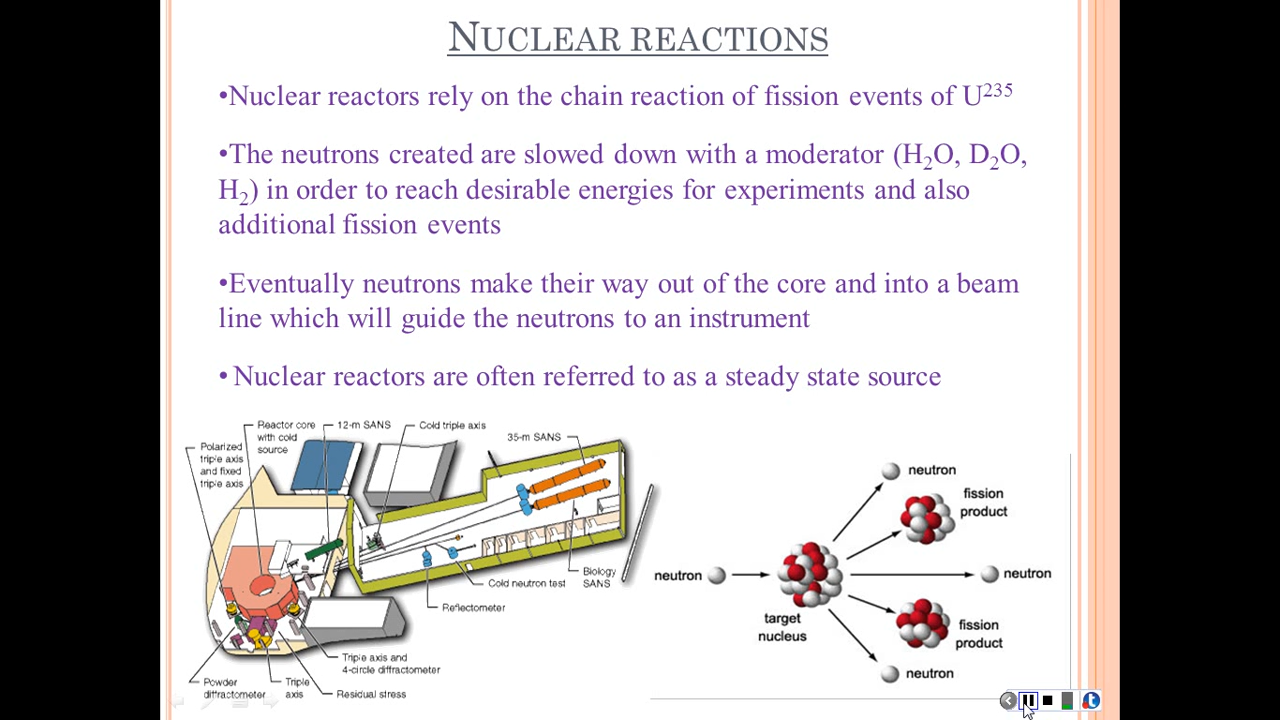 NUCLEAR REACTIONS
•Nuclear reactors rely on the chain reaction of fission events of U²³⁵
•The neutrons created are slowed down with a moderator (H₂O, D₂O,
H₂) in order to reach desirable energies for experiments and also
additional fission events
•Eventually neutrons make their way out of the core and into a beam
line which will guide the neutrons to an instrument
• Nuclear reactors are often referred to as a steady state source
Polarized
triple axis
and fixed
triple axis
Reactor core
with cold
source
12-m SANS
Cold triple axis
35-m SANS
Biology
SANS
Cold neutron test
Reflectometer
Triple axis and
4-circle diffractometer
Residual stress
Triple
axis
Powder
diffractometer
neutron
target
nucleus
neutron
fission
product
neutron
fission
product
neutron